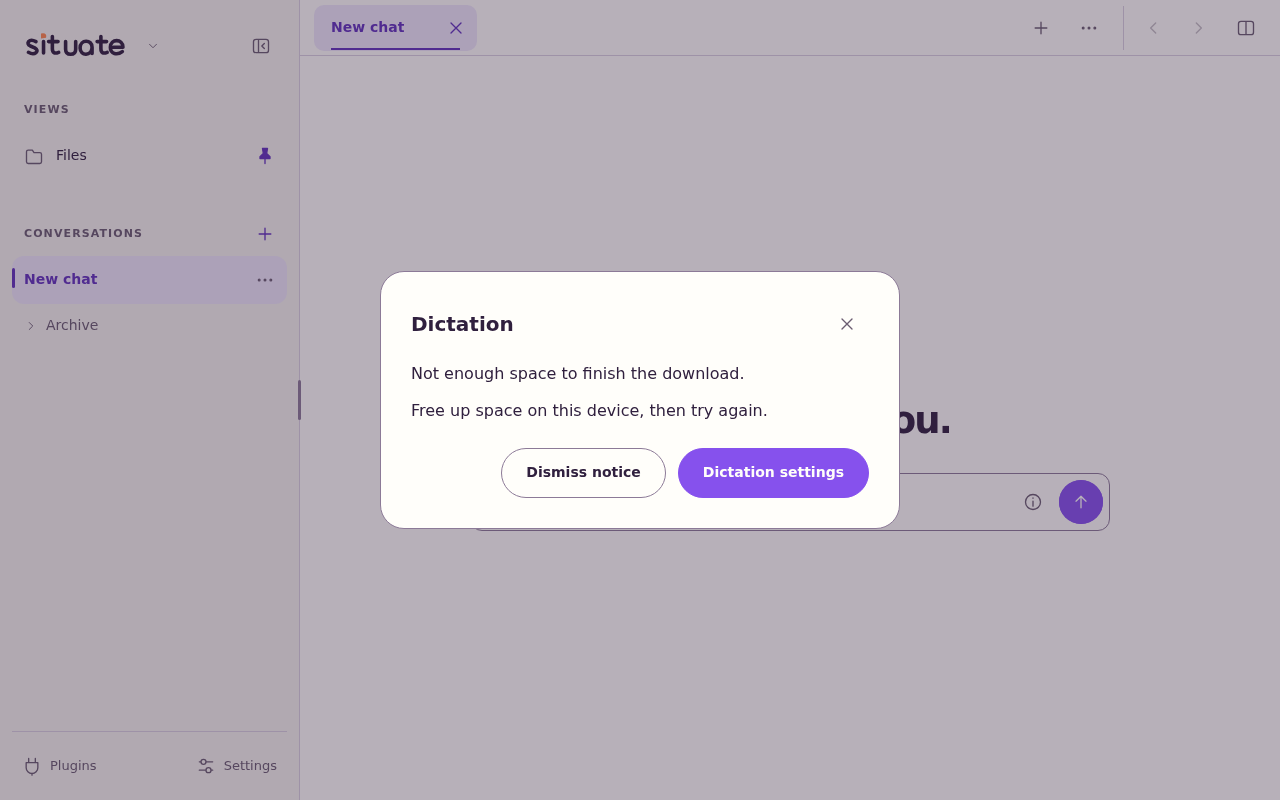 situate
New chat
VIEWS
Files
CONVERSATIONS
New chat
Archive
Dictation
Not enough space to finish the download.
Free up space on this device, then try again.
Dismiss notice
Dictation settings
Plugins
Settings